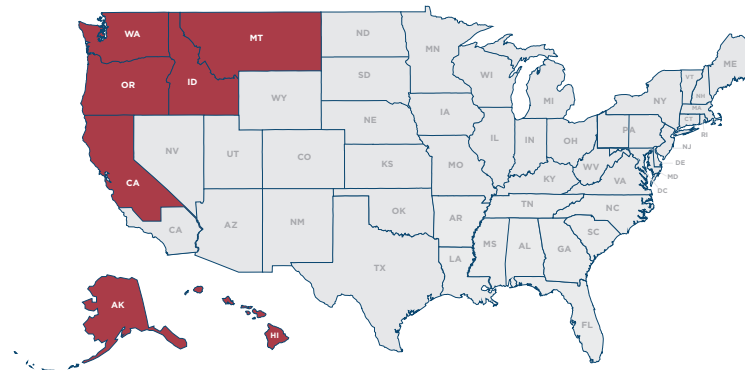 WA
MT
ND
MN
OR
ID
SD
WI
MI
VT
NH
ME
WY
NY
MA
CT
RI
NE
IA
PA
NJ
NV
UT
CO
IL
IN
OH
DE
MD
DC
CA
KS
MO
KY
WV
VA
CA
AZ
NM
OK
AR
TN
NC
SC
TX
LA
MS
AL
GA
FL
AK
HI